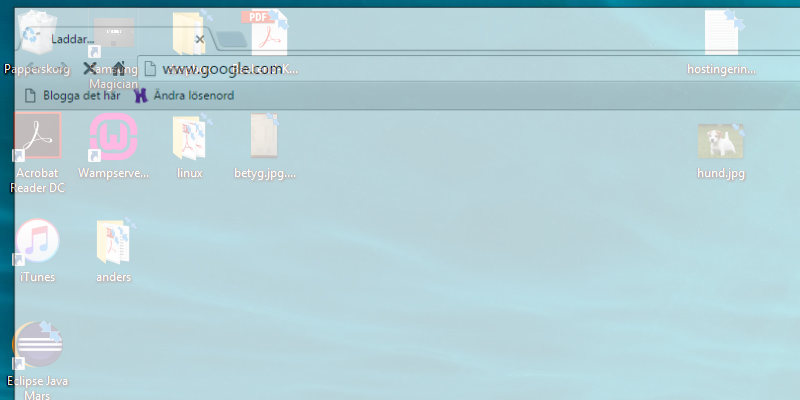 Laddar...
PDF
Papperskorg
Samsung
Magician
www.google.com
hostingerin...
Blogga det här
Ändra lösenord
Acrobat
Reader DC
Wampserve...
linux
betyg.jpg....
hund.jpg
iTunes
anders
Eclipse Java
Mars